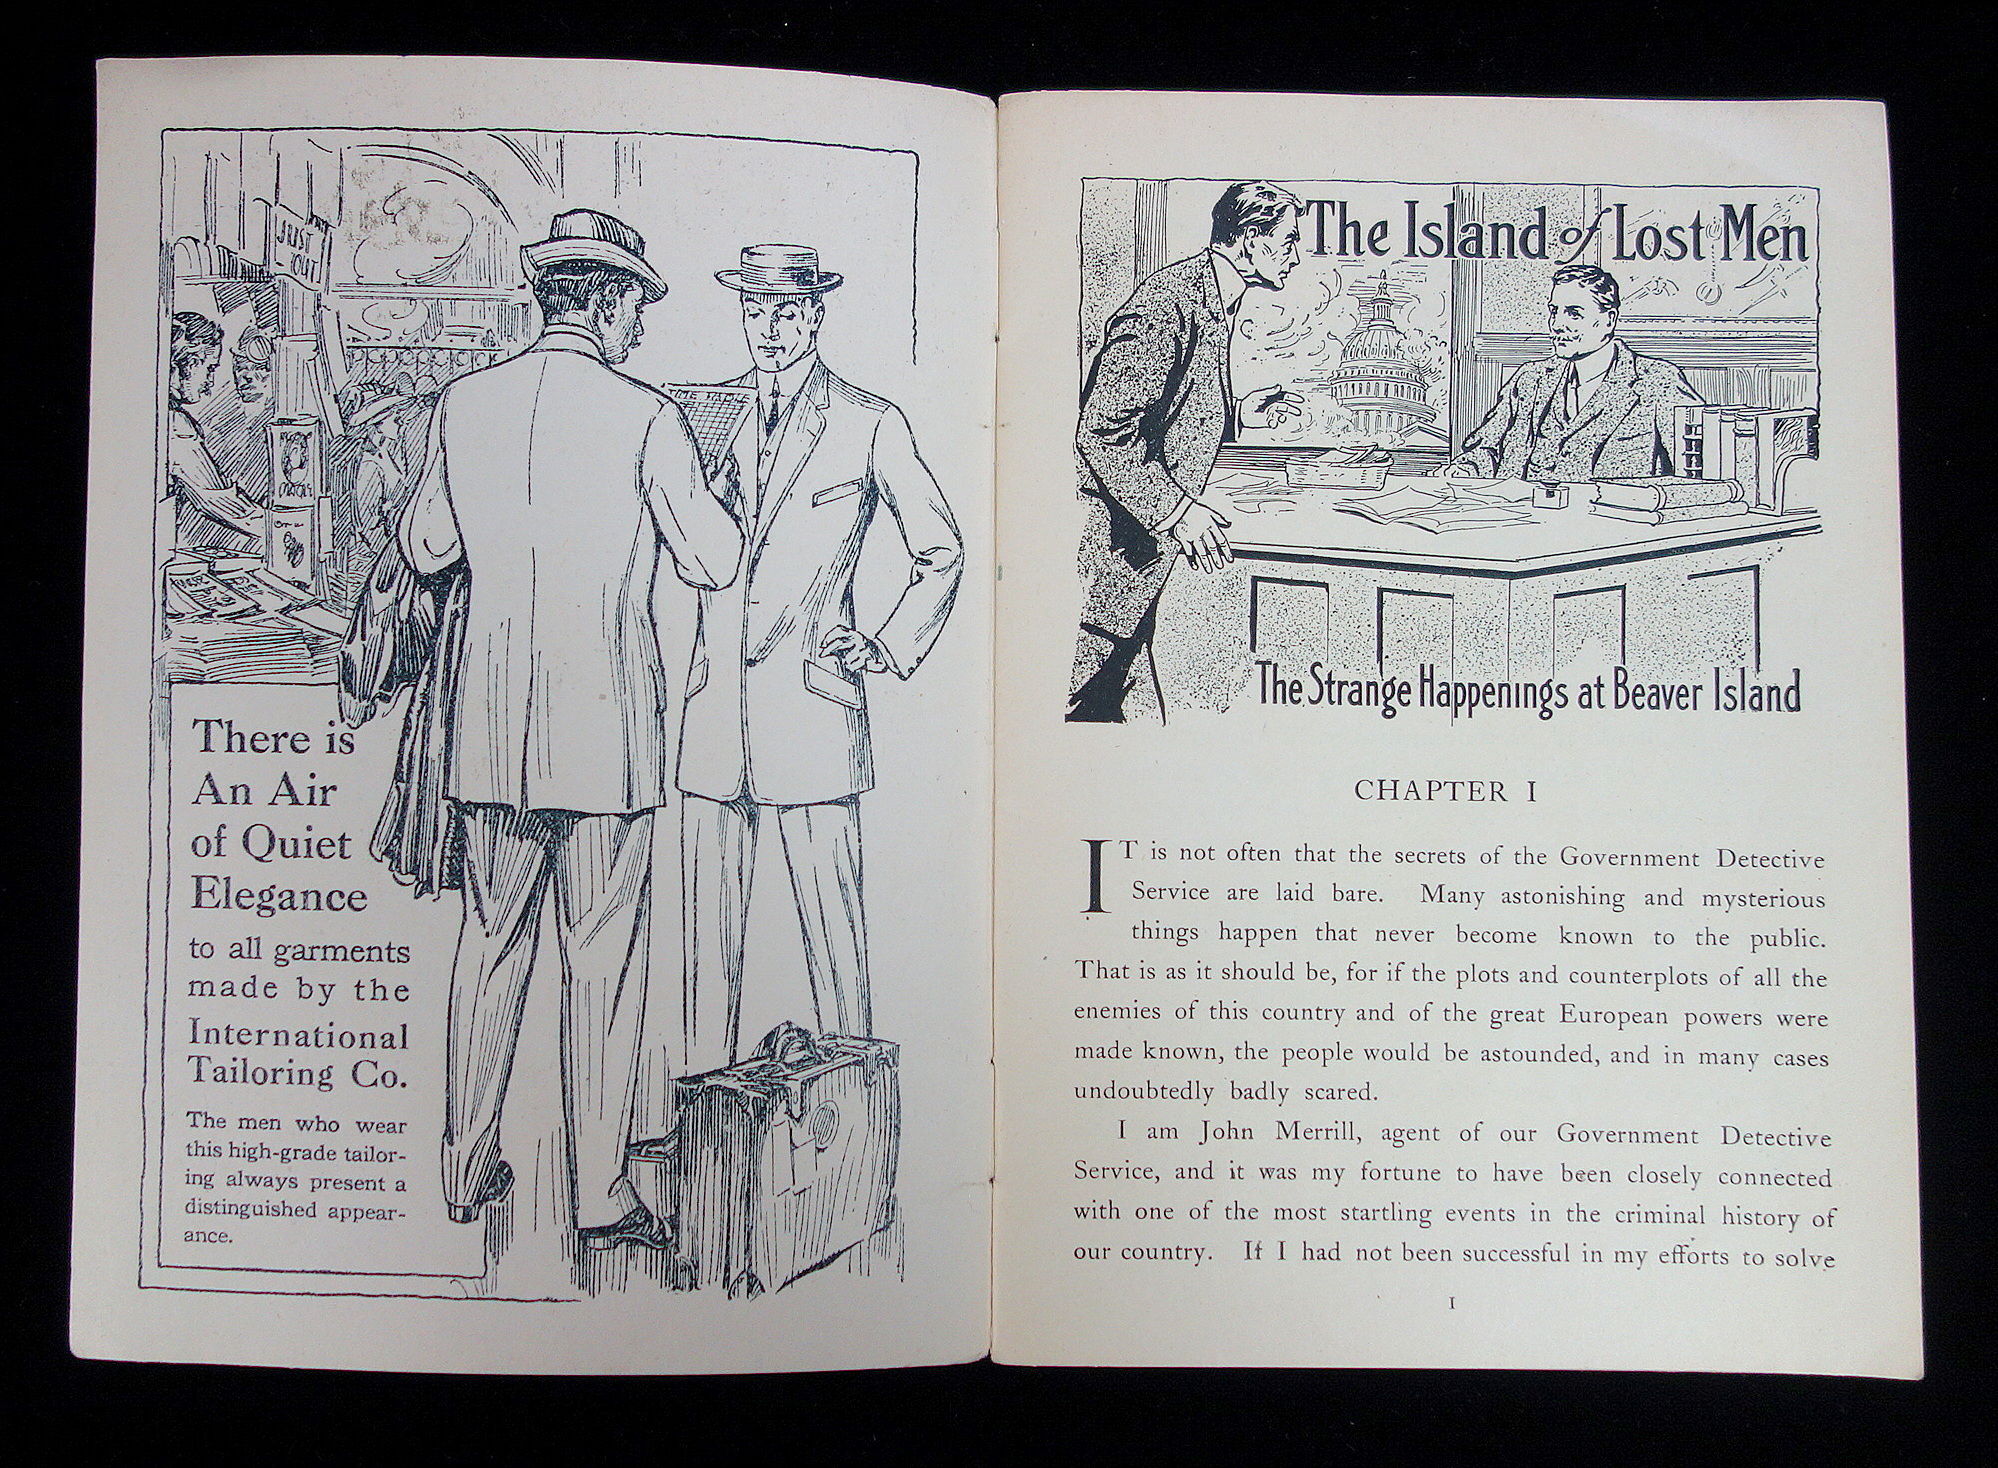 JUST
OUT
TIME TABLE
There is
An Air
of Quiet
Elegance
to all garments
made by the
International
Tailoring Co.
The men who wear
this high-grade tailor-
ing always present a
distinguished appear-
ance.
The Island of Lost Men
The Strange Happenings at Beaver Island
CHAPTER I
IT is not often that the secrets of the Government Detective
Service are laid bare. Many astonishing and mysterious
things happen that never become known to the public.
That is as it should be, for if the plots and counterplots of all the
enemies of this country and of the great European powers were
made known, the people would be astounded, and in many cases
undoubtedly badly scared.
I am John Merrill, agent of our Government Detective
Service, and it was my fortune to have been closely connected
with one of the most startling events in the criminal history of
our country. If I had not been successful in my efforts to solve
1